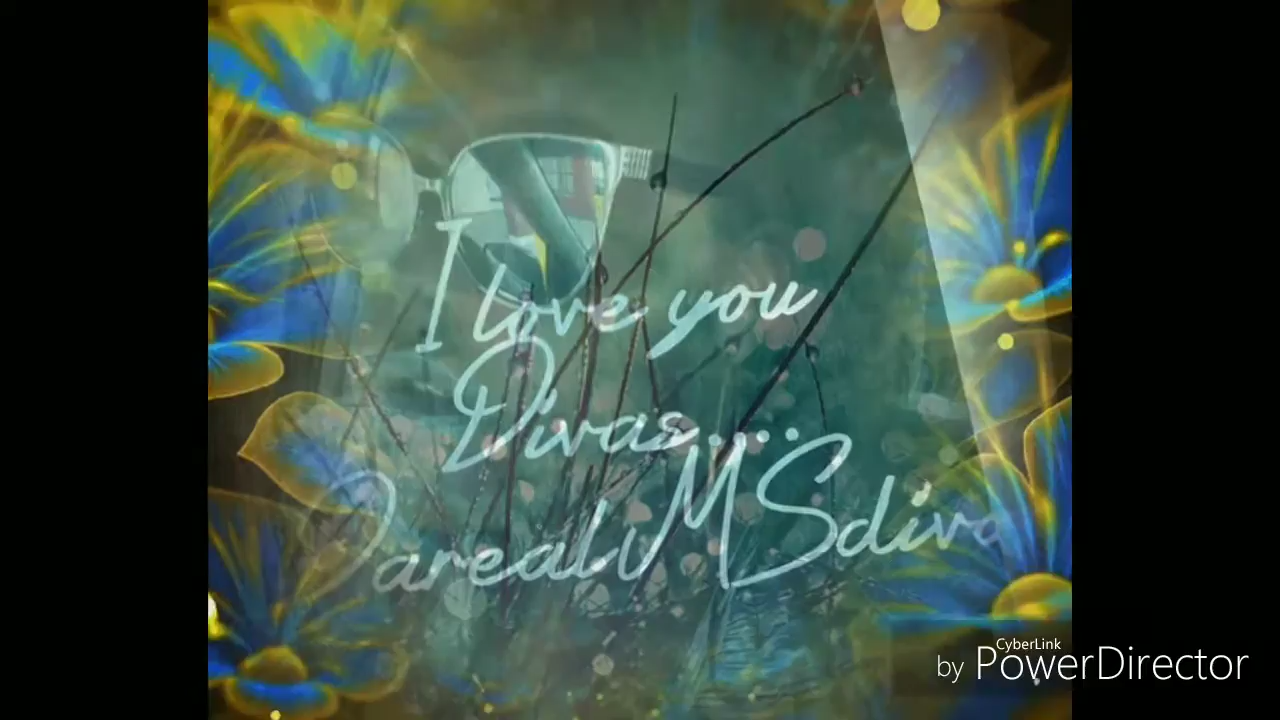 I love you
Divas....
DarealMSdiva
CyberLink
by PowerDirector